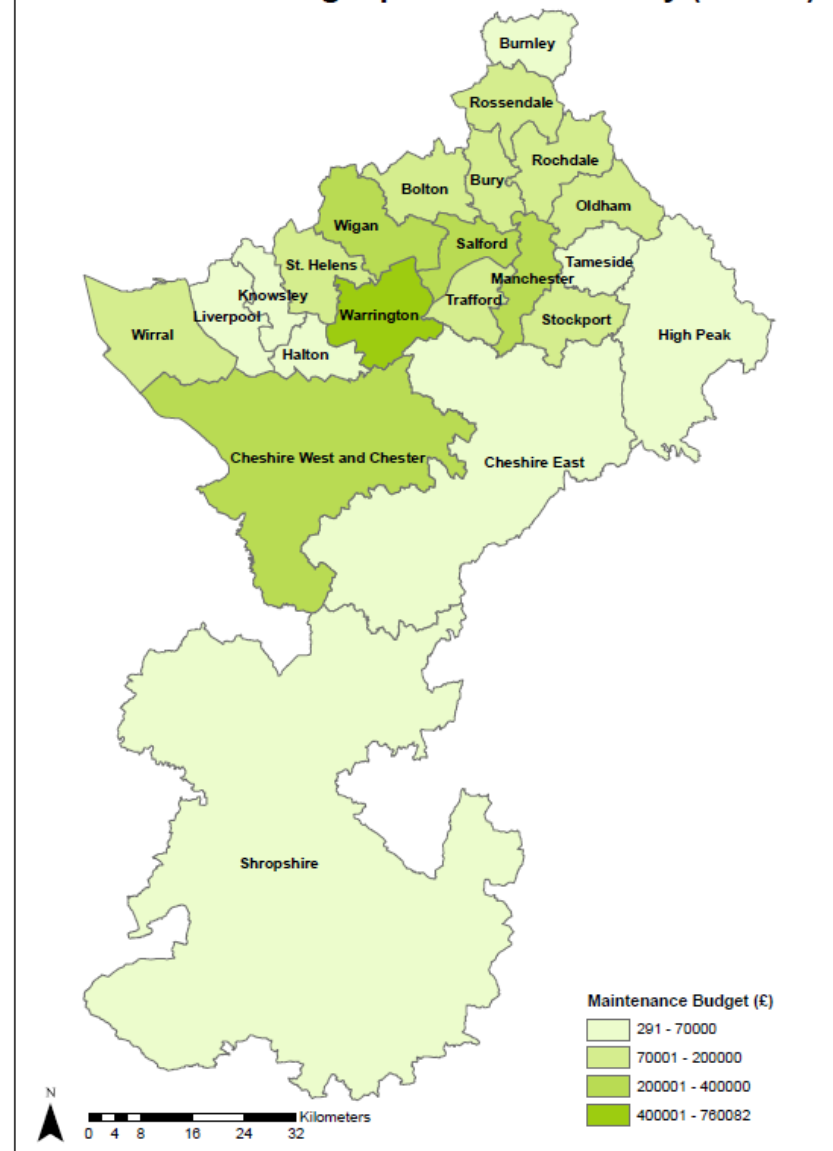 Burnley
Rossendale
Rochdale
Bury
Bolton
Oldham
Wigan
Salford
Tameside
St. Helens
Manchester
Knowsley
Trafford
Liverpool
Warrington
Stockport
Wirral
High Peak
Halton
Cheshire West and Chester
Cheshire East
Shropshire
Maintenance Budget (£)
291 - 70000
70001 - 200000
200001 - 400000
400001 - 760082
N
Kilometers
0 4 8 16 24 32